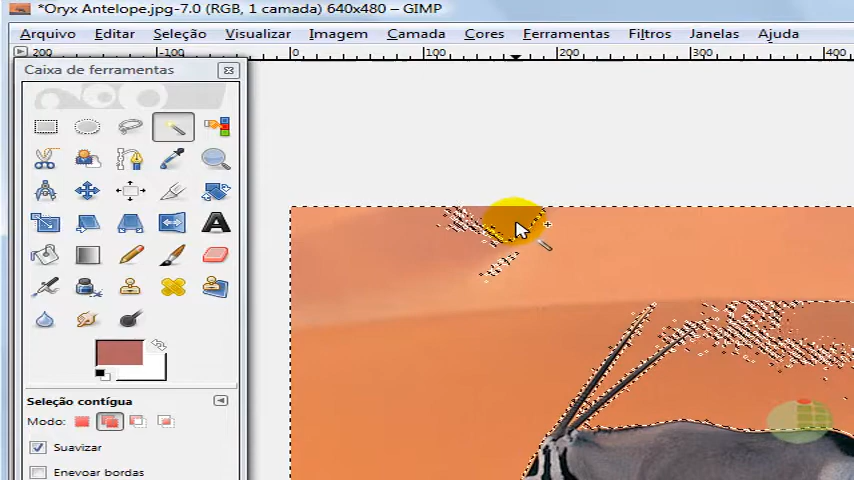 *Oryx Antelope.jpg-7.0 (RGB, 1 camada) 640x480 – GIMP
Arquivo Editar Seleção Visualizar Imagem Camada Cores Ferramentas Filtros Janelas Ajuda
200 -100 0 100 200 300 400
Caixa de ferramentas
A
Seleção contígua
Modo:
Suavizar
Enevoar bordas